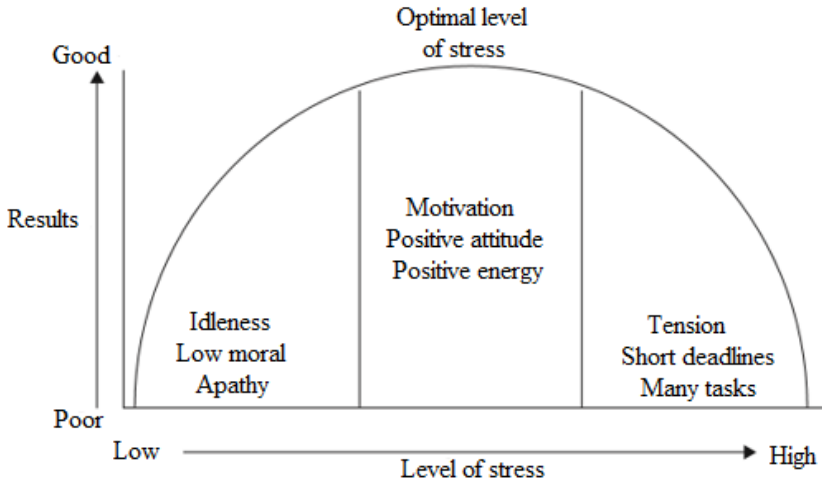 Optimal level
of stress
Good
Results
Motivation
Positive attitude
Positive energy
Idleness
Low moral
Apathy
Tension
Short deadlines
Many tasks
Poor
Low
Level of stress
High